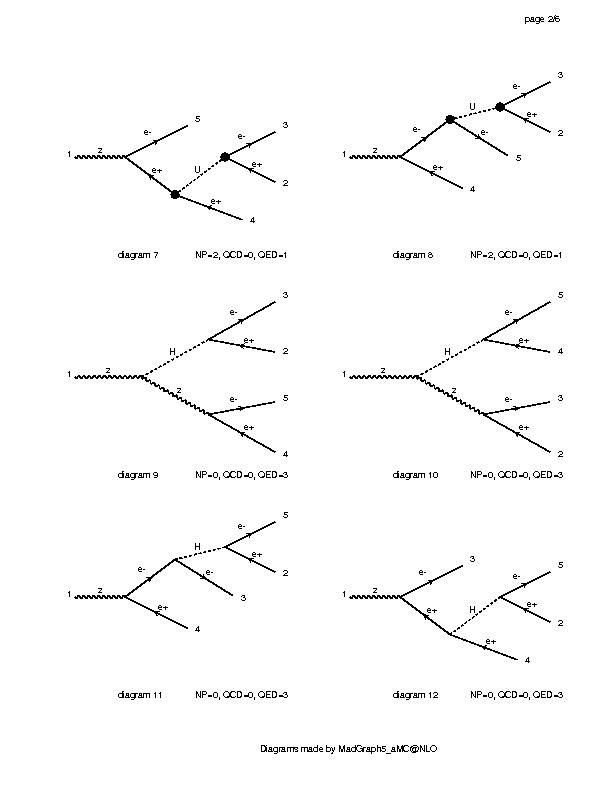 page 2/6
1 z e- 5 e+ U e- 3 e+ 2 e+ 4
diagram 7 NP=2, QCD=0, QED=1
1 z e- U e- 3 e+ 2 e- 5 e+ 4
diagram 8 NP=2, QCD=0, QED=1
1 z H e- 3 e+ 2 z e- 5 e+ 4
diagram 9 NP=0, QCD=0, QED=3
1 z H e- 5 e+ 4 z e- 3 e+ 2
diagram 10 NP=0, QCD=0, QED=3
1 z e- H e- 5 e+ 2 e- 3 e+ 4
diagram 11 NP=0, QCD=0, QED=3
1 z e- 3 e+ H e- 5 e+ 2 e+ 4
diagram 12 NP=0, QCD=0, QED=3
Diagrams made by MadGraph5_aMC@NLO